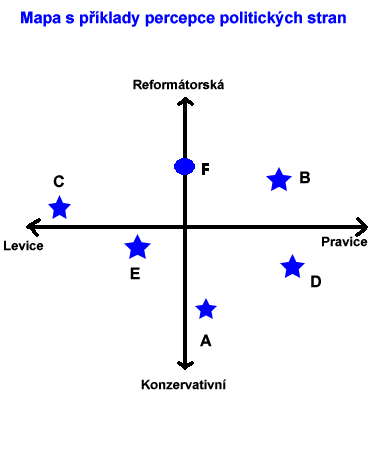 Mapa s příklady percepce politických stran
Reformátorská
F
B
C
Levice
Pravice
E
D
A
Konzervativní